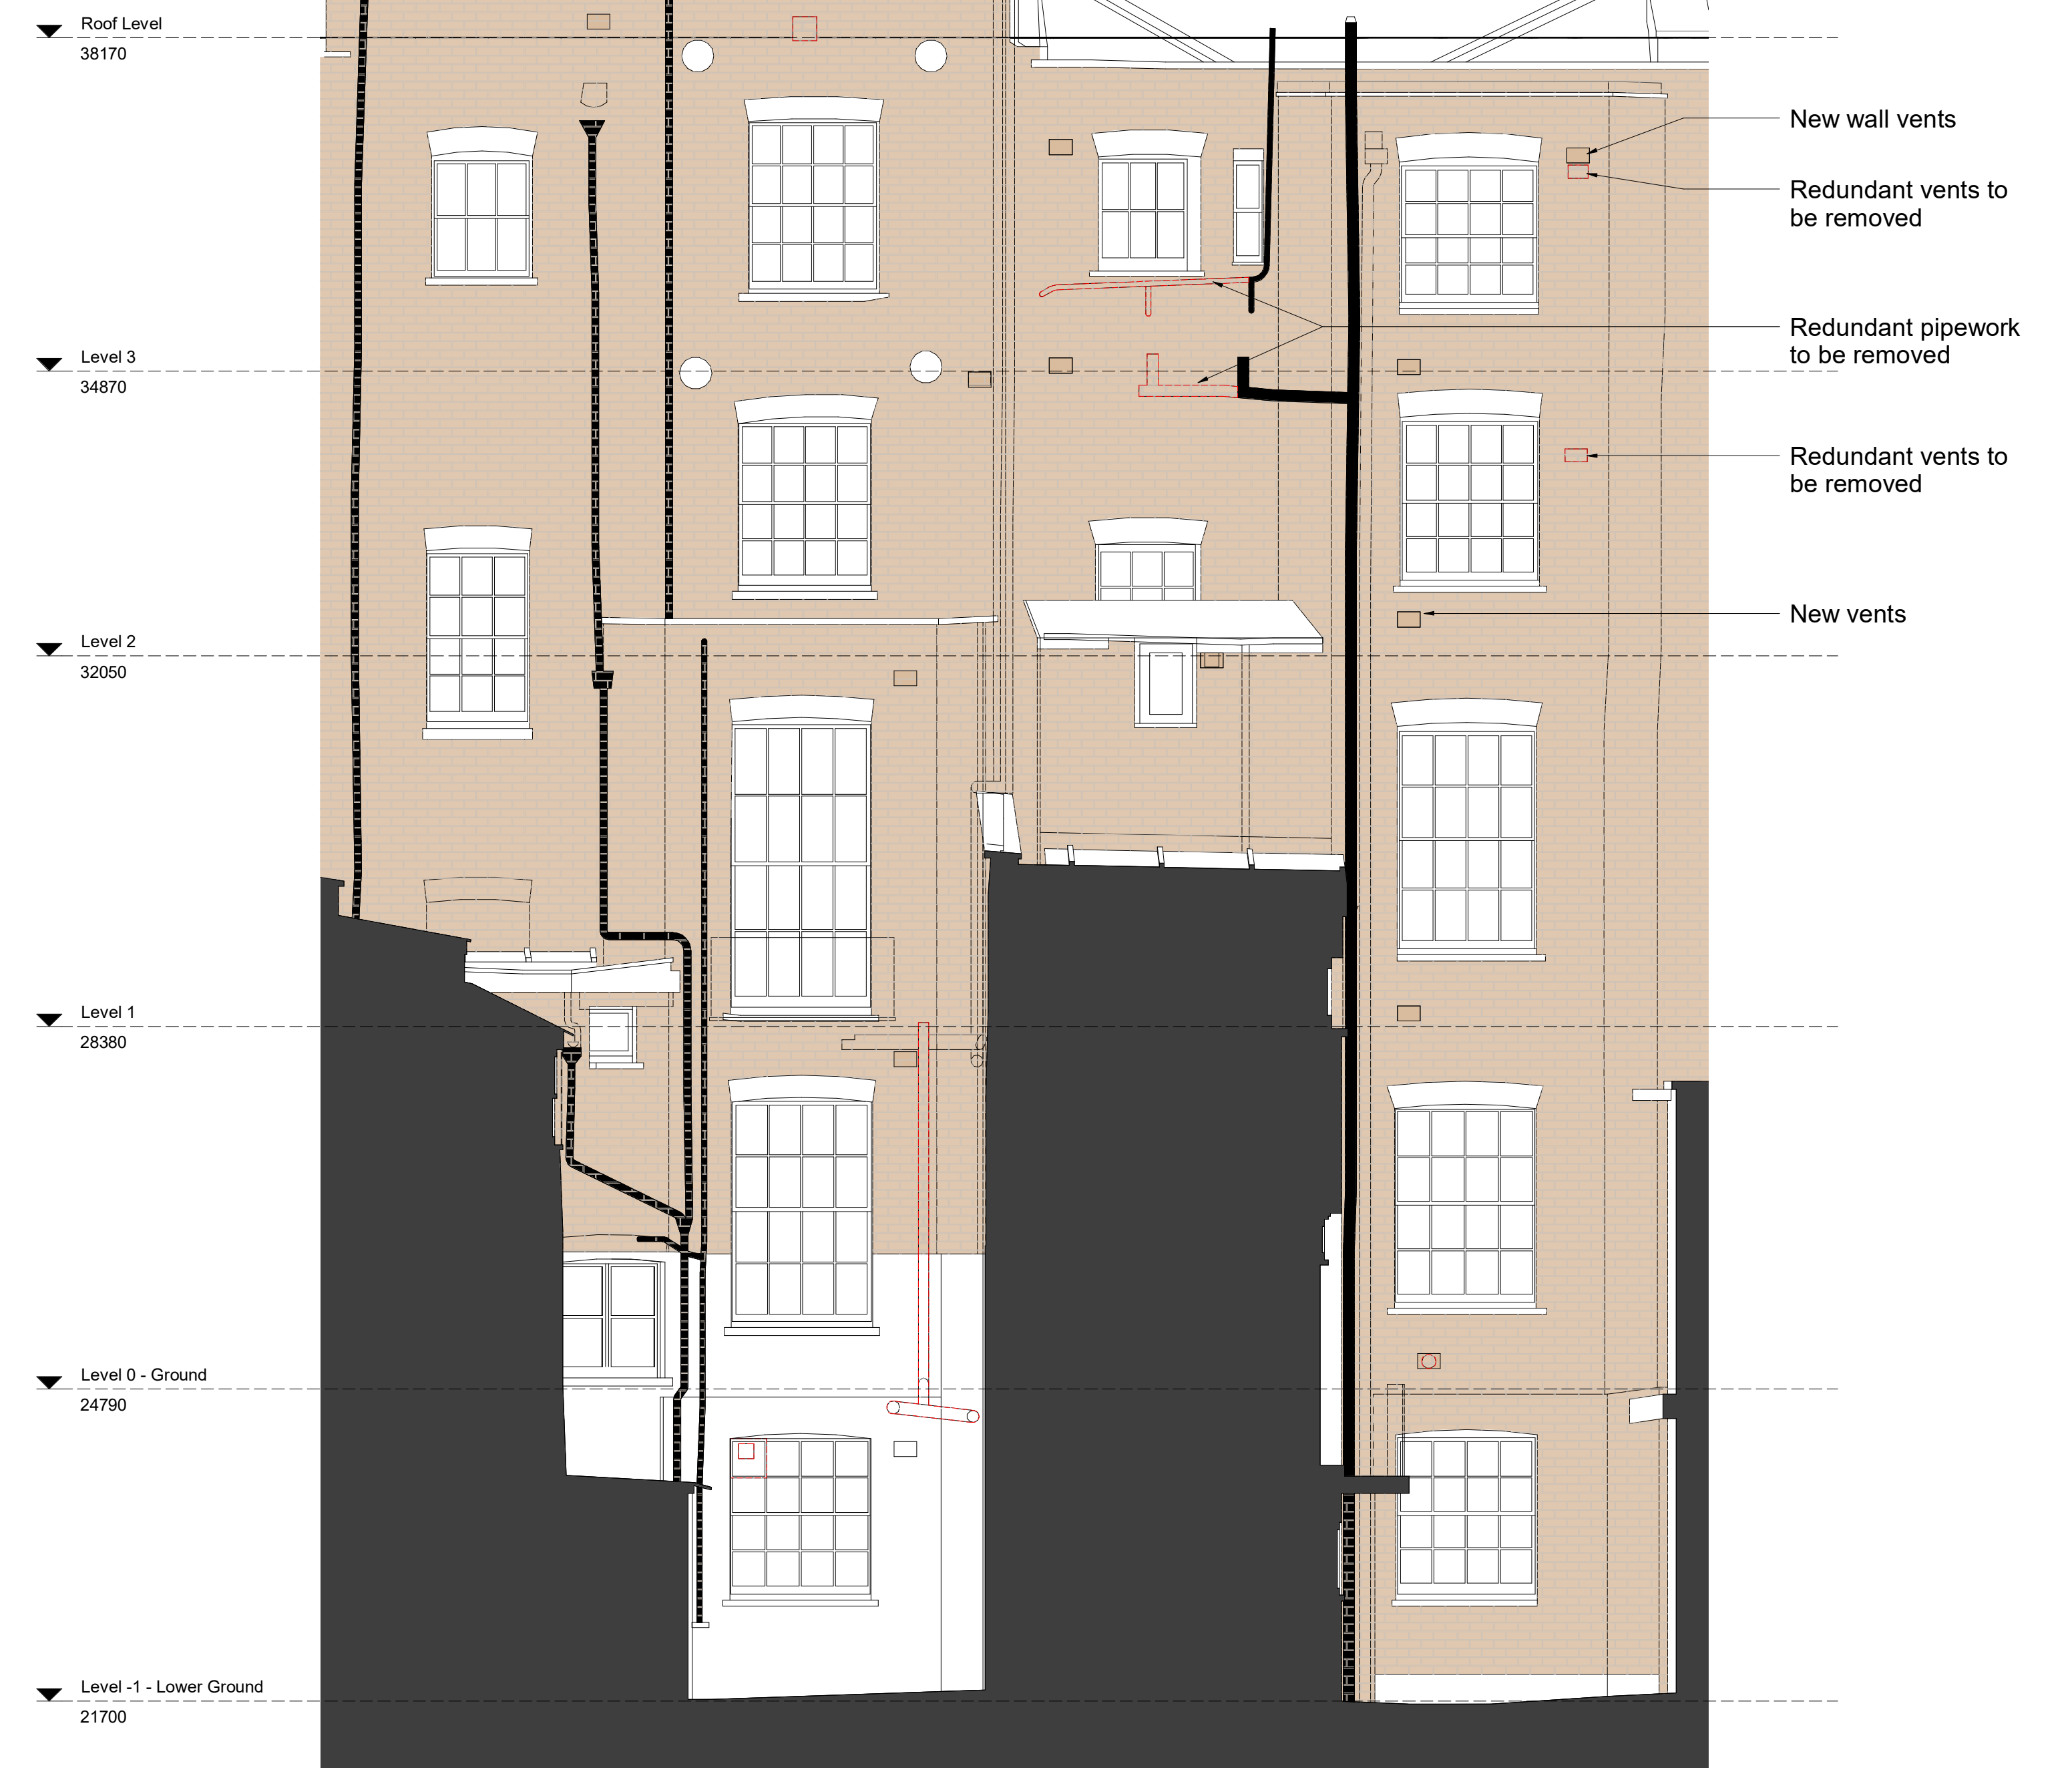 Roof Level
38170
New wall vents
Redundant vents to
be removed
Redundant pipework
to be removed
Level 3
34870
Redundant vents to
be removed
New vents
Level 2
32050
Level 1
28380
Level 0 - Ground
24790
Level -1 - Lower Ground
21700